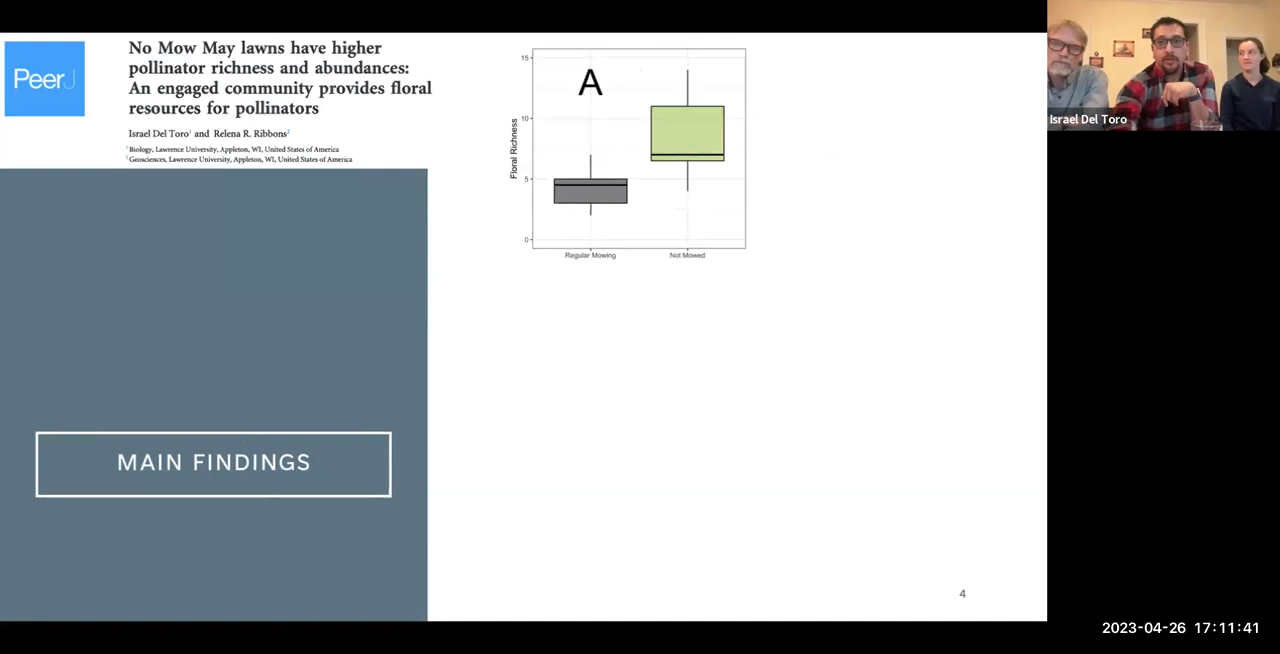 PeerJ
No Mow May lawns have higher
pollinator richness and abundances:
An engaged community provides floral
resources for pollinators
Israel Del Toro1 and Relena R. Ribbons2
1 Biology, Lawrence University, Appleton, WI, United States of America
2 Geosciences, Lawrence University, Appleton, WI, United States of America
MAIN FINDINGS
A
Floral Richness
15
10
5
0
Regular Mowing
Not Mowed
4
Israel Del Toro
2023-04-26 17:11:41